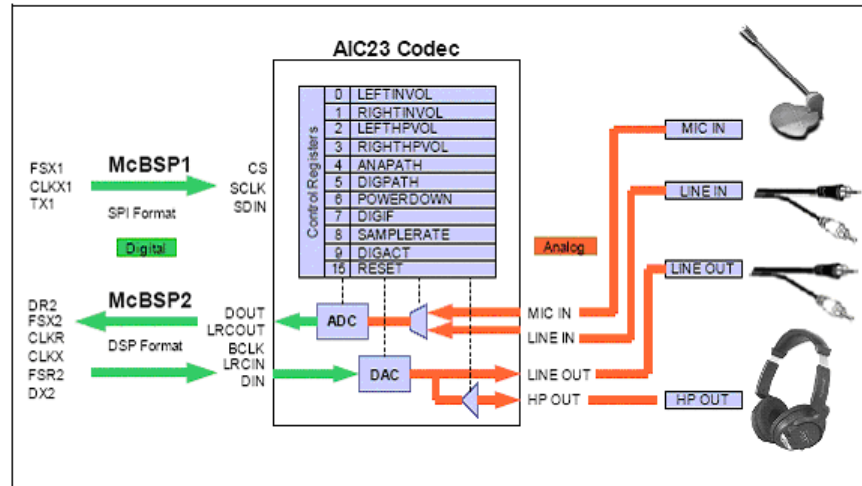 AIC23 Codec
Control Registers
0 LEFTINVOL
1 RIGHTINVOL
2 LEFTHPVOL
3 RIGHTHPVOL
4 ANAPATH
5 DIGPATH
6 POWERDOWN
7 DIGIF
8 SAMPLERATE
9 DIGACT
15 RESET
McBSP1
FSX1
CLKX1
TX1
SPI Format
CS
SCLK
SDIN
Digital
Analog
McBSP2
DR2
FSX2
CLKR
CLKX
FSR2
DX2
DSP Format
DOUT
LRCOUT
BCLK
LRCIN
DIN
ADC
DAC
MIC IN
LINE IN
LINE OUT
HP OUT
MIC IN
LINE IN
LINE OUT
HP OUT